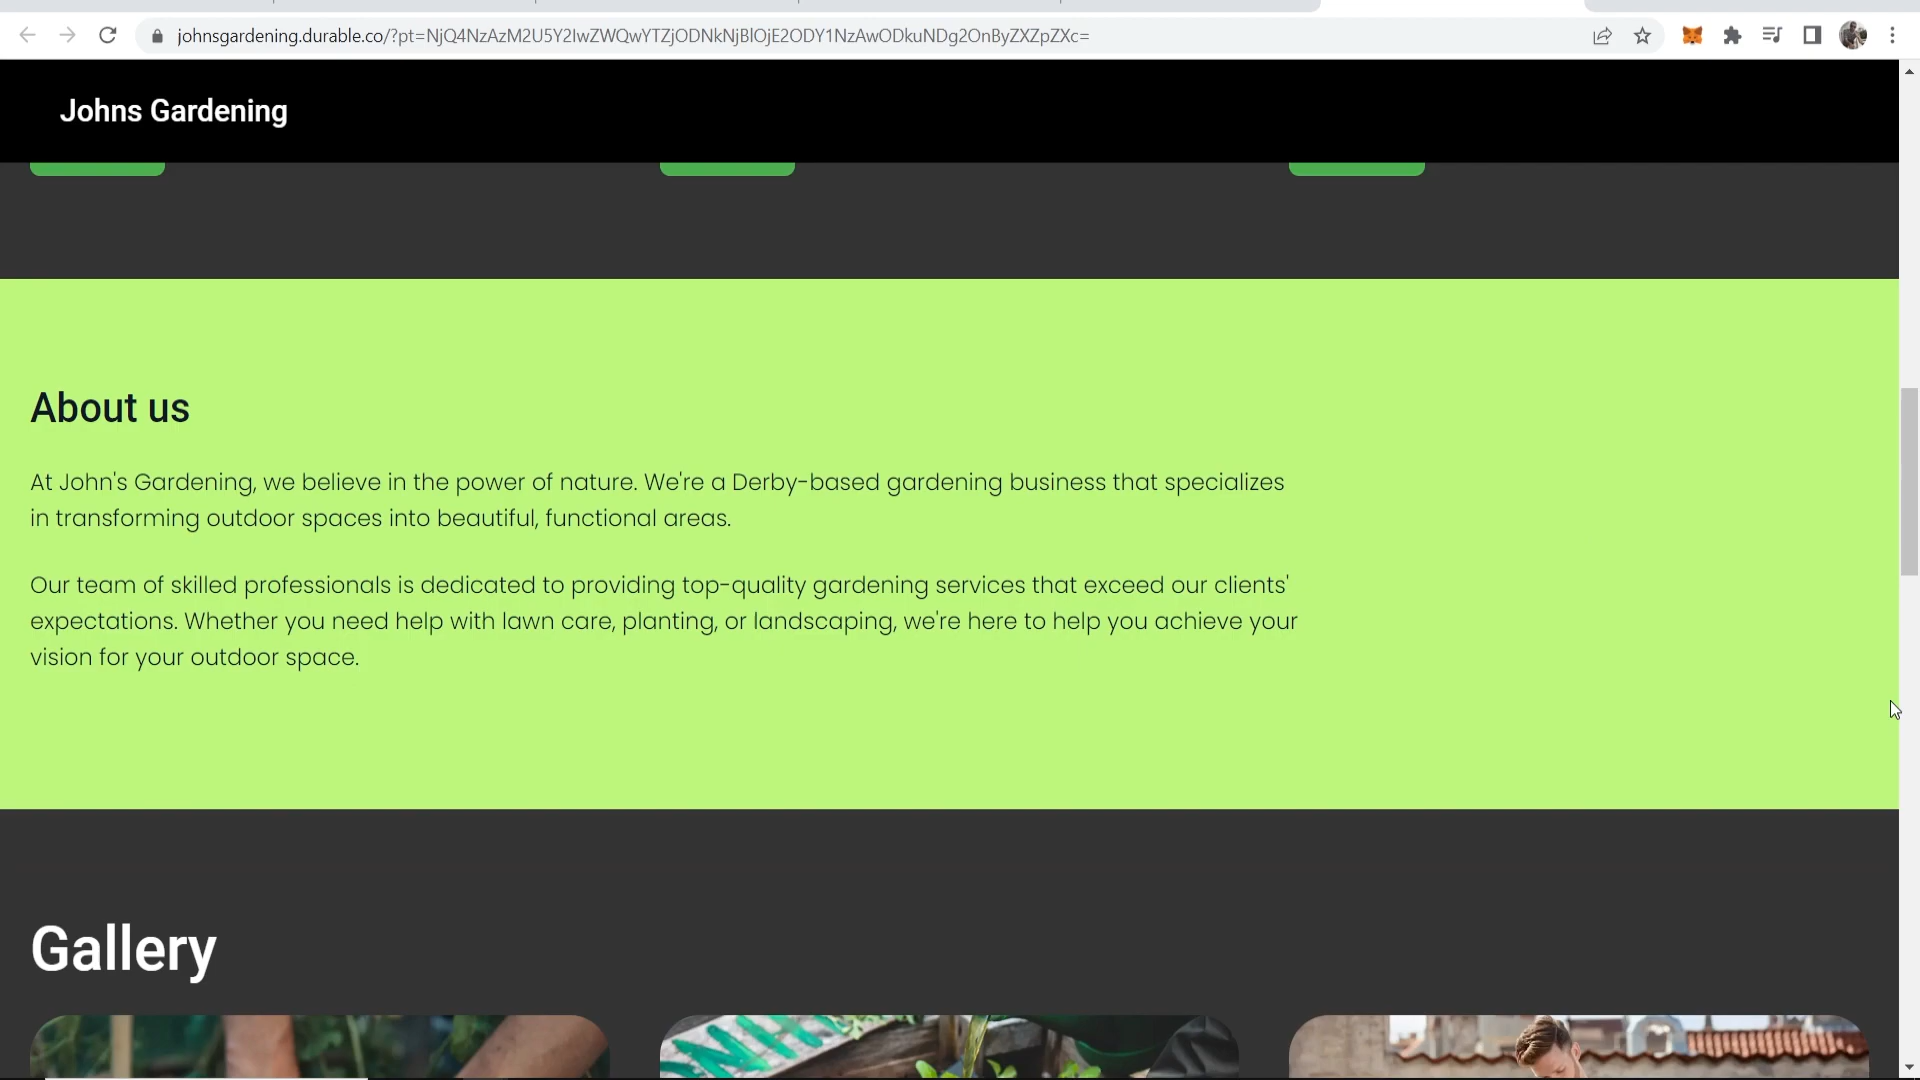 johnsgardening.durable.co/?pt=NjQ4NzAzM2U5Y2IwZWQwYTZjODNkNjBlOjE2ODY1NzAwODkuNDg2OnByZXZpZXc=
Johns Gardening
About us
At John's Gardening, we believe in the power of nature. We're a Derby-based gardening business that specializes
in transforming outdoor spaces into beautiful, functional areas.
Our team of skilled professionals is dedicated to providing top-quality gardening services that exceed our clients'
expectations. Whether you need help with lawn care, planting, or landscaping, we're here to help you achieve your
vision for your outdoor space.
Gallery